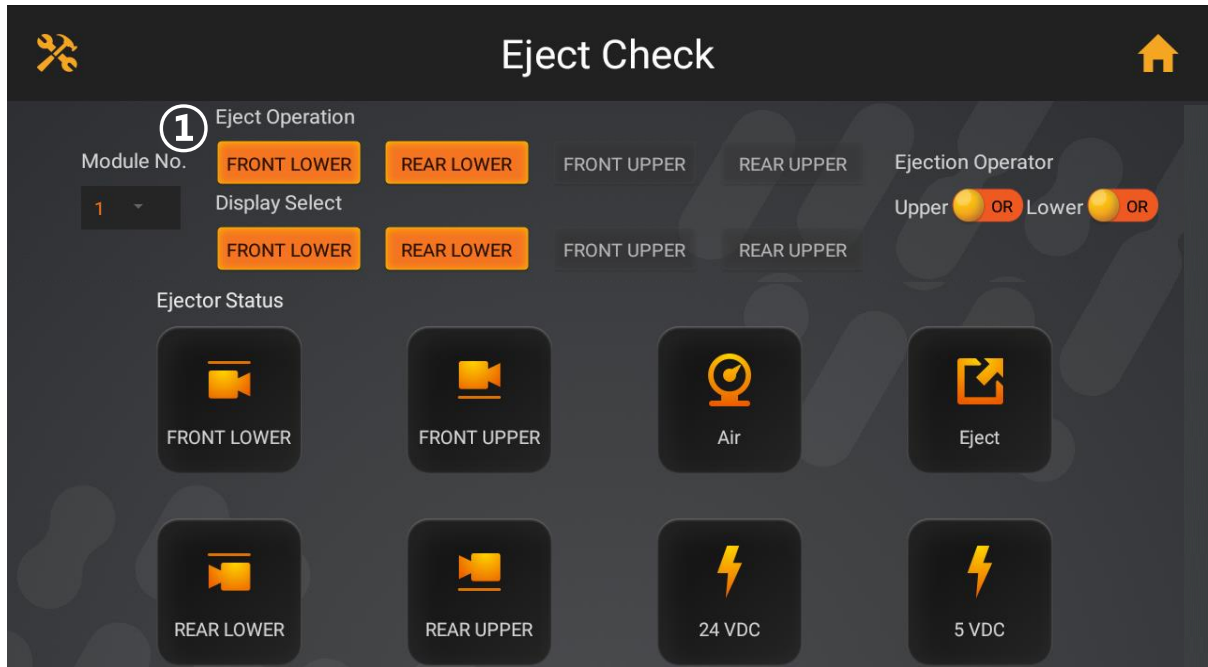 Eject Check
① Eject Operation
Module No. FRONT LOWER REAR LOWER FRONT UPPER REAR UPPER Ejection Operator
1 Display Select Upper OR Lower OR
FRONT LOWER REAR LOWER FRONT UPPER REAR UPPER
Ejector Status
FRONT LOWER FRONT UPPER Air Eject
REAR LOWER REAR UPPER 24 VDC 5 VDC